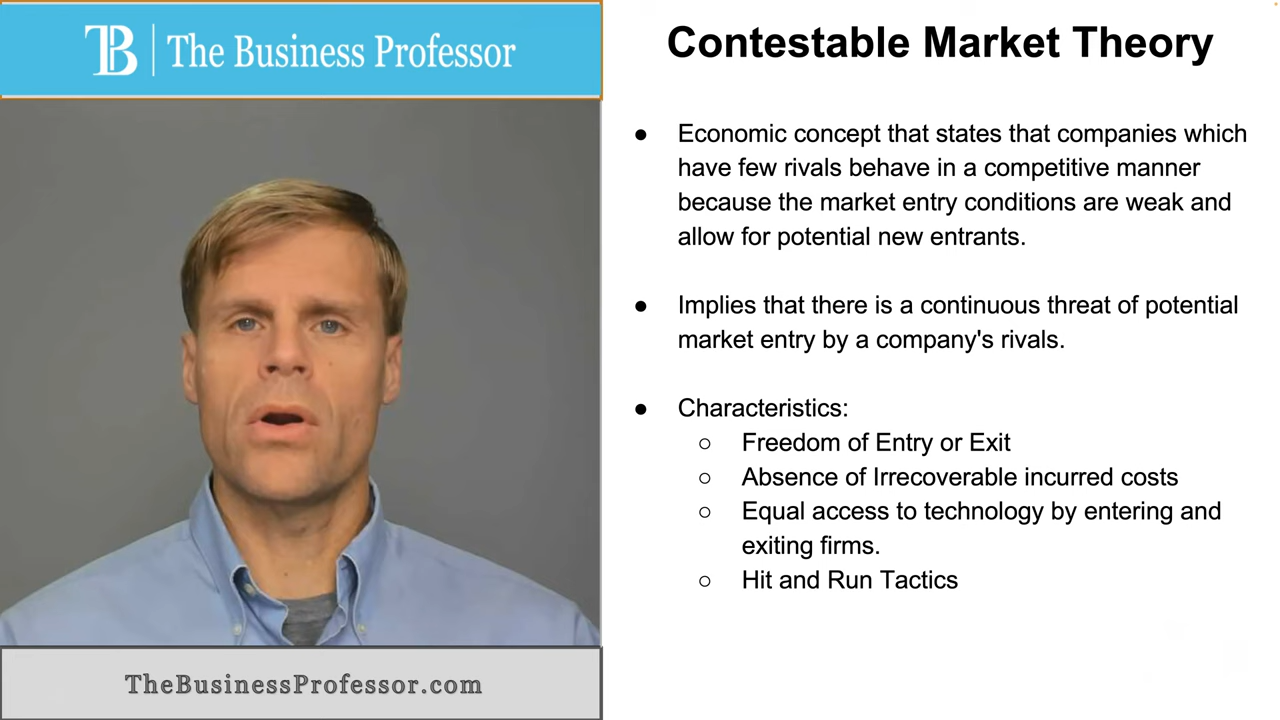 TB | The Business Professor
TheBusinessProfessor.com
Contestable Market Theory
● Economic concept that states that companies which
have few rivals behave in a competitive manner
because the market entry conditions are weak and
allow for potential new entrants.
● Implies that there is a continuous threat of potential
market entry by a company's rivals.
● Characteristics:
○ Freedom of Entry or Exit
○ Absence of Irrecoverable incurred costs
○ Equal access to technology by entering and
exiting firms.
○ Hit and Run Tactics